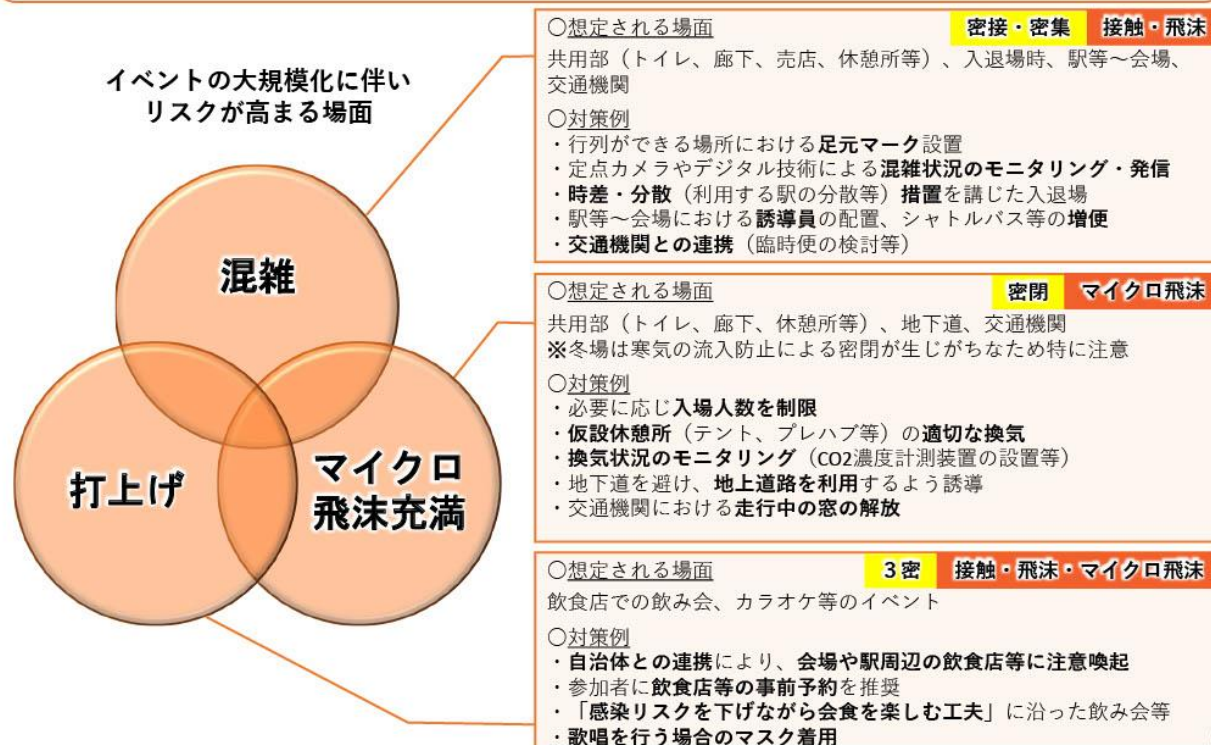 イベントの大規模化に伴い
リスクが高まる場面
混雑
打上げ
マイクロ
飛沫充満
○想定される場面
密接・密集 接触・飛沫
共用部（トイレ、廊下、売店、休憩所等）、入退場時、駅等～会場、
交通機関
○対策例
・行列ができる場所における足元マーク設置
・定点カメラやデジタル技術による混雑状況のモニタリング・発信
・時差・分散（利用する駅の分散等）措置を講じた入退場
・駅等～会場における誘導員の配置、シャトルバス等の増便
・交通機関との連携（臨時便の検討等）
○想定される場面
密閉 マイクロ飛沫
共用部（トイレ、廊下、休憩所等）、地下道、交通機関
※冬場は寒気の流入防止による密閉が生じがちなため特に注意
○対策例
・必要に応じ入場人数を制限
・仮設休憩所（テント、プレハブ等）の適切な換気
・換気状況のモニタリング（CO2濃度計測装置の設置等）
・地下道を避け、地上道路を利用するよう誘導
・交通機関における走行中の窓の解放
○想定される場面
３密 接触・飛沫・マイクロ飛沫
飲食店での飲み会、カラオケ等のイベント
○対策例
・自治体との連携により、会場や駅周辺の飲食店等に注意喚起
・参加者に飲食店等の事前予約を推奨
・「感染リスクを下げながら会食を楽しむ工夫」に沿った飲み会等
・歌唱を行う場合のマスク着用